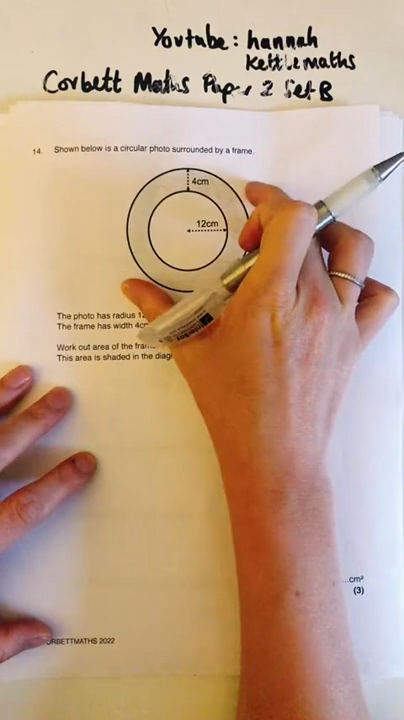 Youtube: hannah
kettlemaths
Corbett Maths Paper 2 Set B
14. Shown below is a circular photo surrounded by a frame.
4cm
12cm
The photo has radius
The frame has width 4cm
Work out area of the
This area is shaded in the
cm²
(3)
CORBETTMATHS 2022